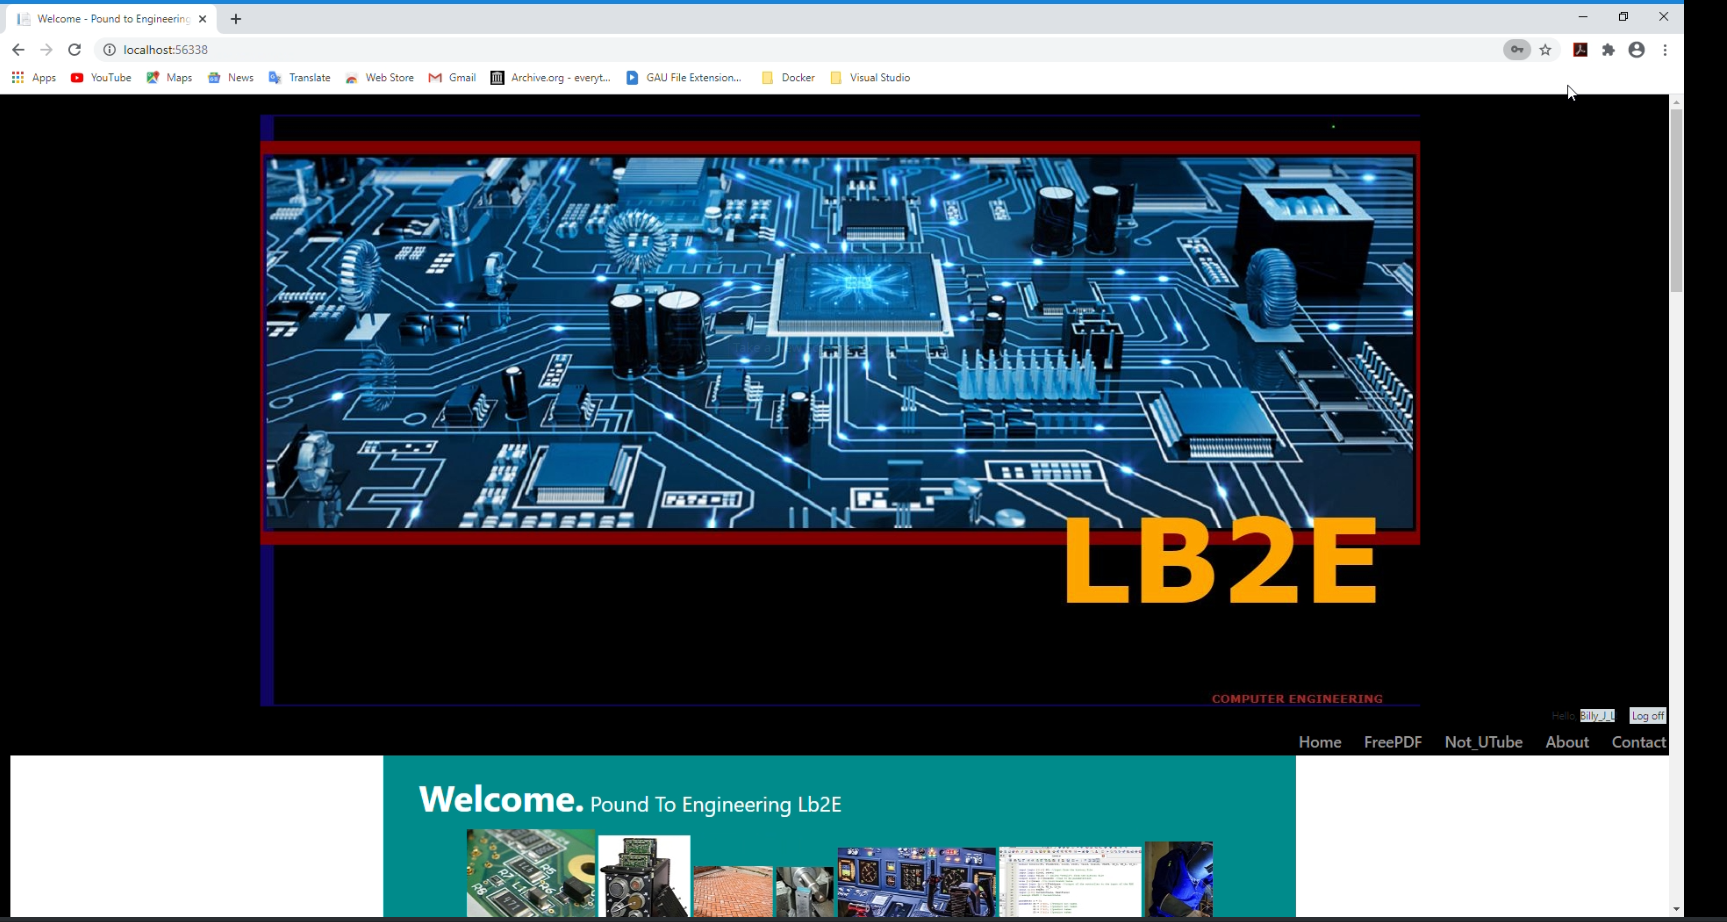 Welcome - Pound to Engineering
localhost:56338
Apps YouTube Maps News Translate Web Store Gmail Archive.org - everyt... GAU File Extension... Docker Visual Studio
LB2E
COMPUTER ENGINEERING
Hello, Billy_J_L Log off
Home FreePDF Not_UTube About Contact
Welcome. Pound To Engineering Lb2E